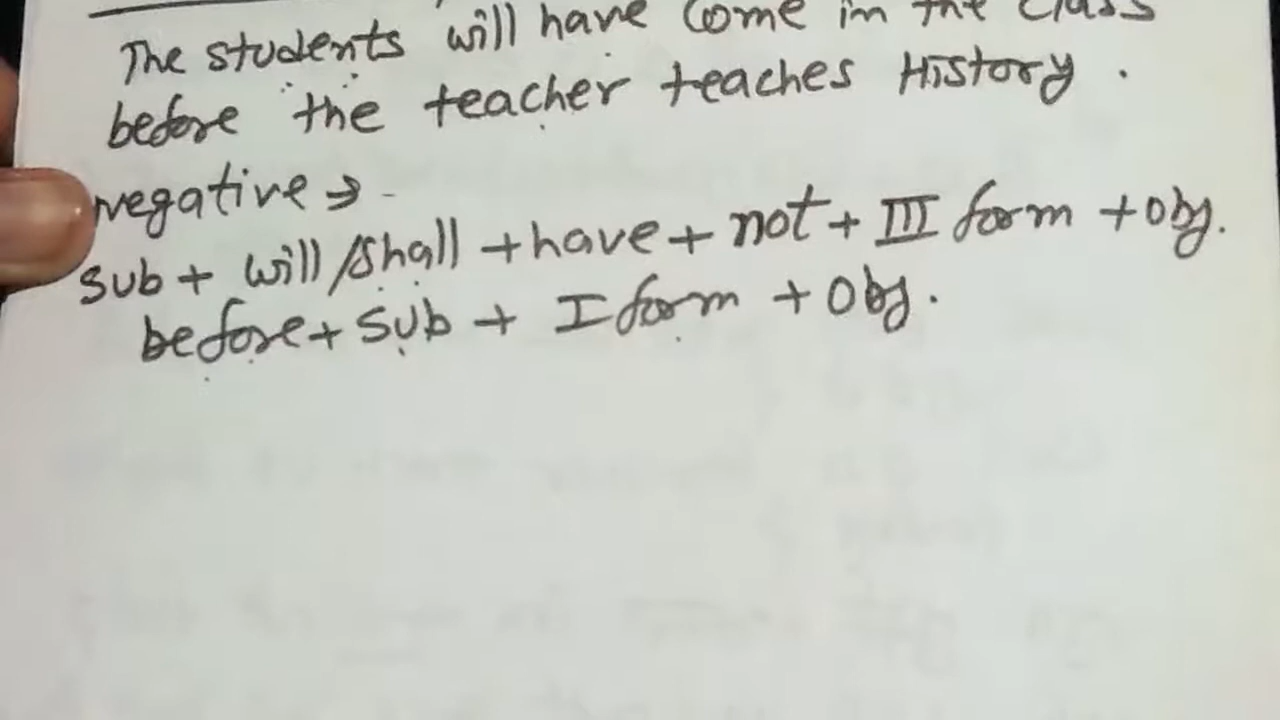 The students will have come in the class
before the teacher teaches History.
negative →
sub + will/shall + have + not + III form + obj.
before + sub + I form + obj.